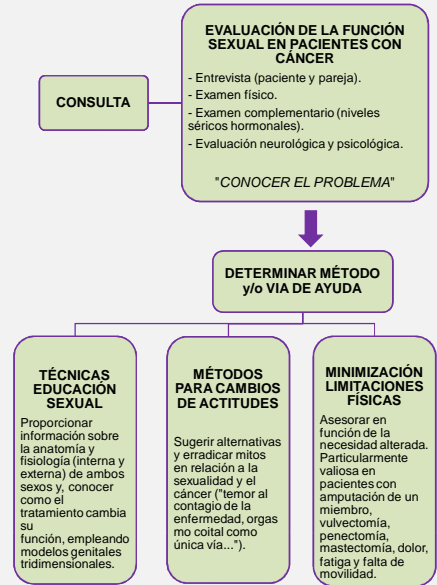 EVALUACIÓN DE LA FUNCIÓN
SEXUAL EN PACIENTES CON
CÁNCER
- Entrevista (paciente y pareja).
- Examen físico.
- Examen complementario (niveles
séricos hormonales).
- Evaluación neurológica y psicológica.
"CONOCER EL PROBLEMA"
CONSULTA
DETERMINAR MÉTODO
y/o VIA DE AYUDA
TÉCNICAS
EDUCACIÓN
SEXUAL
Proporcionar
información sobre
la anatomía y
fisiología (interna y
externa) de ambos
sexos y, conocer
como el
tratamiento cambia
su
función, empleando
modelos genitales
tridimensionales.
MÉTODOS
PARA CAMBIOS
DE ACTITUDES
Sugerir alternativas
y erradicar mitos
en relación a la
sexualidad y el
cáncer ("temor al
contagio de la
enfermedad, orgas
mo coital como
única vía...").
MINIMIZACIÓN
LIMITACIONES
FÍSICAS
Asesorar en
función de la
necesidad alterada.
Particularmente
valiosa en
pacientes con
amputación de un
miembro,
vulvectomía,
penectomía,
mastectomía, dolor,
fatiga y falta de
movilidad.